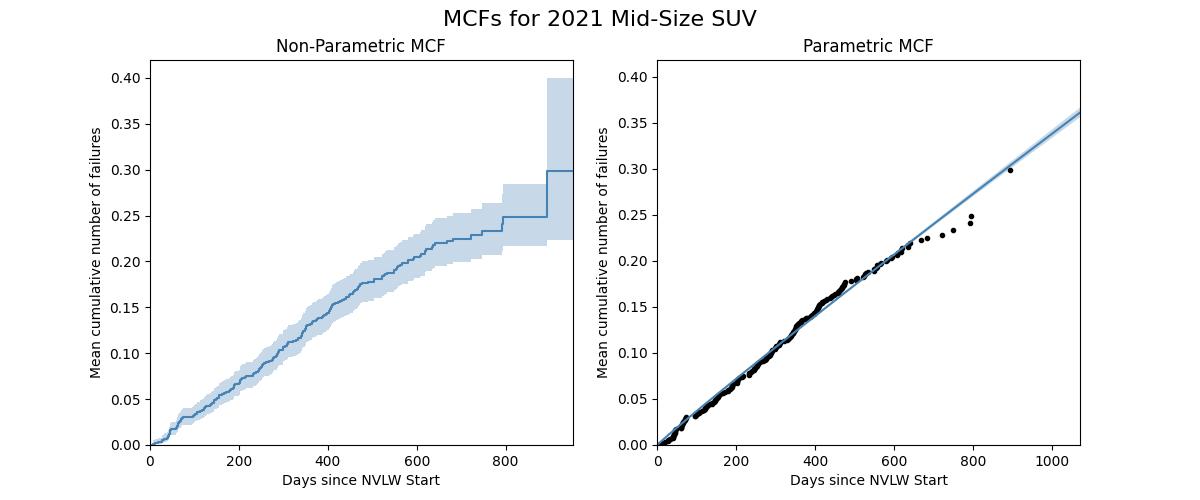 MCFs for 2021 Mid-Size SUV
Non-Parametric MCF
Mean cumulative number of failures
0.40
0.35
0.30
0.25
0.20
0.15
0.10
0.05
0.00
0 200 400 600 800
Days since NVLW Start
Parametric MCF
Mean cumulative number of failures
0.40
0.35
0.30
0.25
0.20
0.15
0.10
0.05
0.00
0 200 400 600 800 1000
Days since NVLW Start